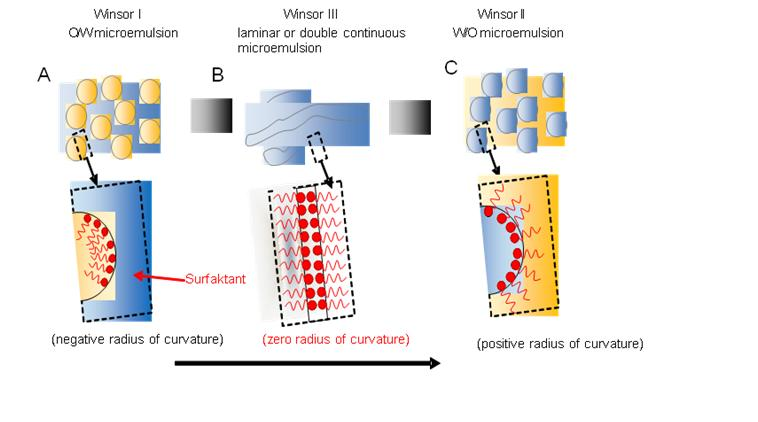 Winsor I
O/W microemulsion
Winsor III
laminar or double continuous
microemulsion
Winsor II
W/O microemulsion
A
B
C
Surfaktant
(negative radius of curvature)
(zero radius of curvature)
(positive radius of curvature)